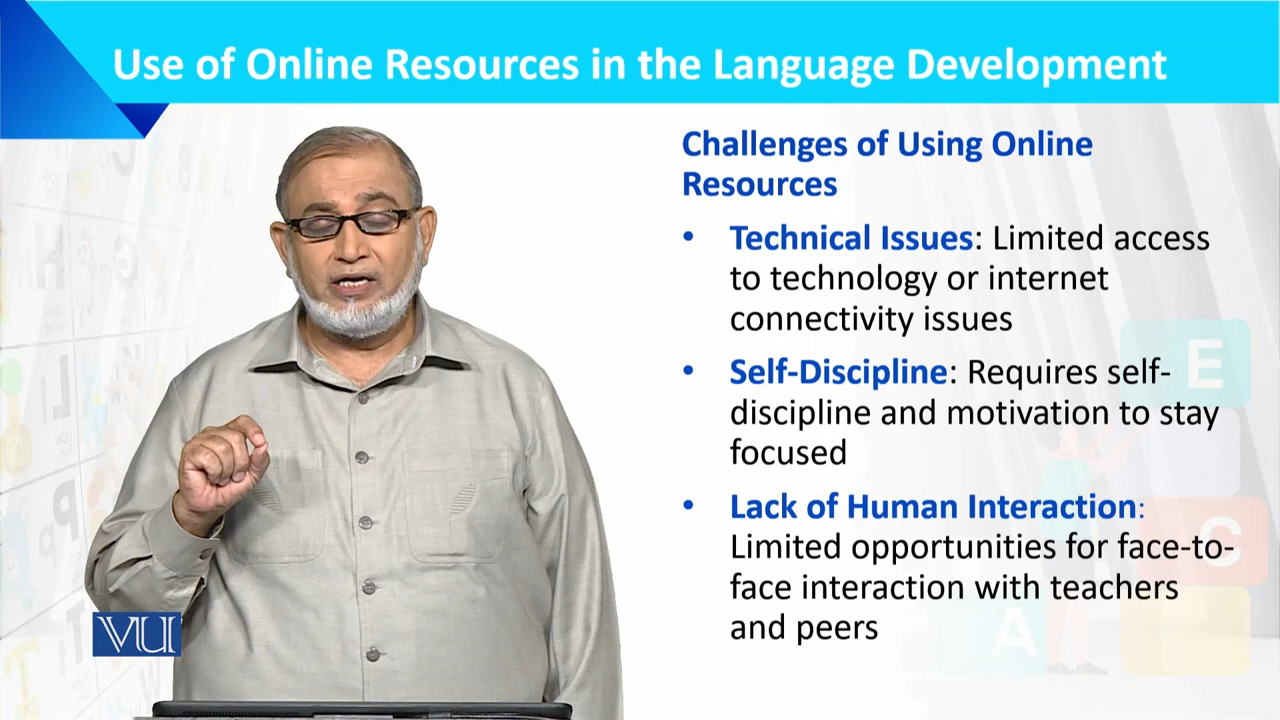 Use of Online Resources in the Language Development
Challenges of Using Online
Resources
• Technical Issues: Limited access
to technology or internet
connectivity issues
• Self-Discipline: Requires self-
discipline and motivation to stay
focused
• Lack of Human Interaction:
Limited opportunities for face-to-
face interaction with teachers
and peers
VU
E
C
A